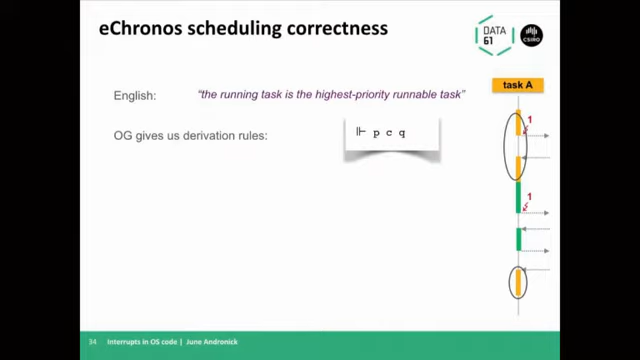 eChronos scheduling correctness
DATA
61
CSIRO
English:
"the running task is the highest-priority runnable task"
task A
OG gives us derivation rules:
⊩ p c q
1
1
34 Interrupts in OS code | June Andronick